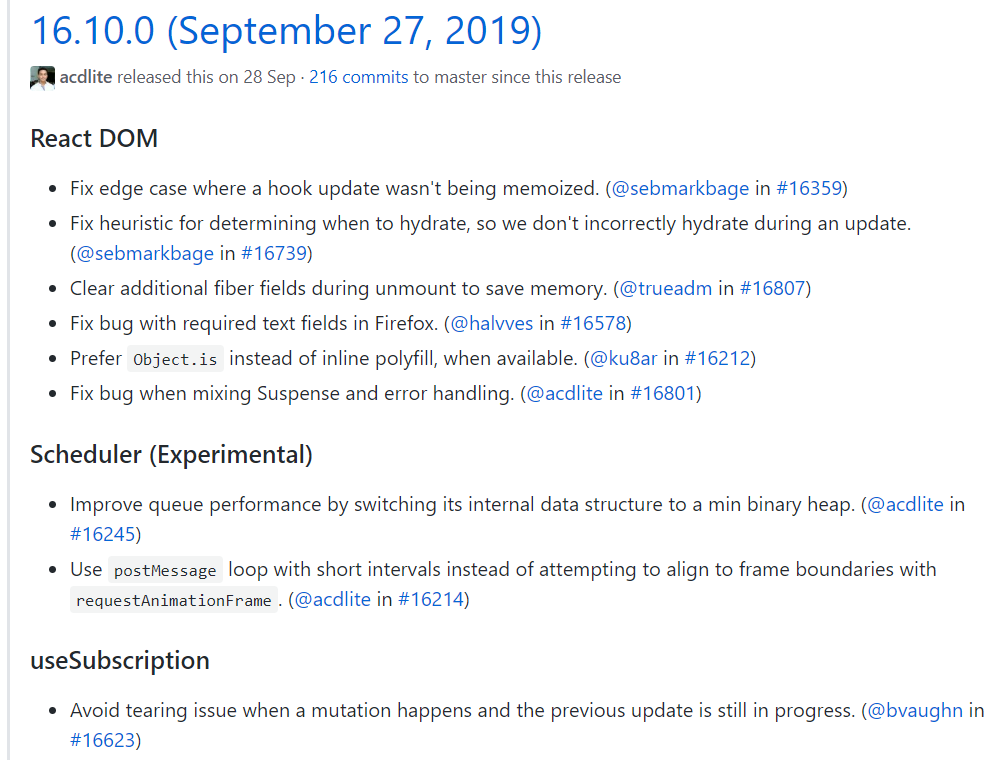 16.10.0 (September 27, 2019)
acdlite released this on 28 Sep · 216 commits to master since this release
React DOM
• Fix edge case where a hook update wasn't being memoized. (@sebmarkbage in #16359)
• Fix heuristic for determining when to hydrate, so we don't incorrectly hydrate during an update.
(@sebmarkbage in #16739)
• Clear additional fiber fields during unmount to save memory. (@trueadm in #16807)
• Fix bug with required text fields in Firefox. (@halvves in #16578)
• Prefer Object.is instead of inline polyfill, when available. (@ku8ar in #16212)
• Fix bug when mixing Suspense and error handling. (@acdlite in #16801)
Scheduler (Experimental)
• Improve queue performance by switching its internal data structure to a min binary heap. (@acdlite in
#16245)
• Use postMessage loop with short intervals instead of attempting to align to frame boundaries with
requestAnimationFrame. (@acdlite in #16214)
useSubscription
• Avoid tearing issue when a mutation happens and the previous update is still in progress. (@bvaughn in
#16623)